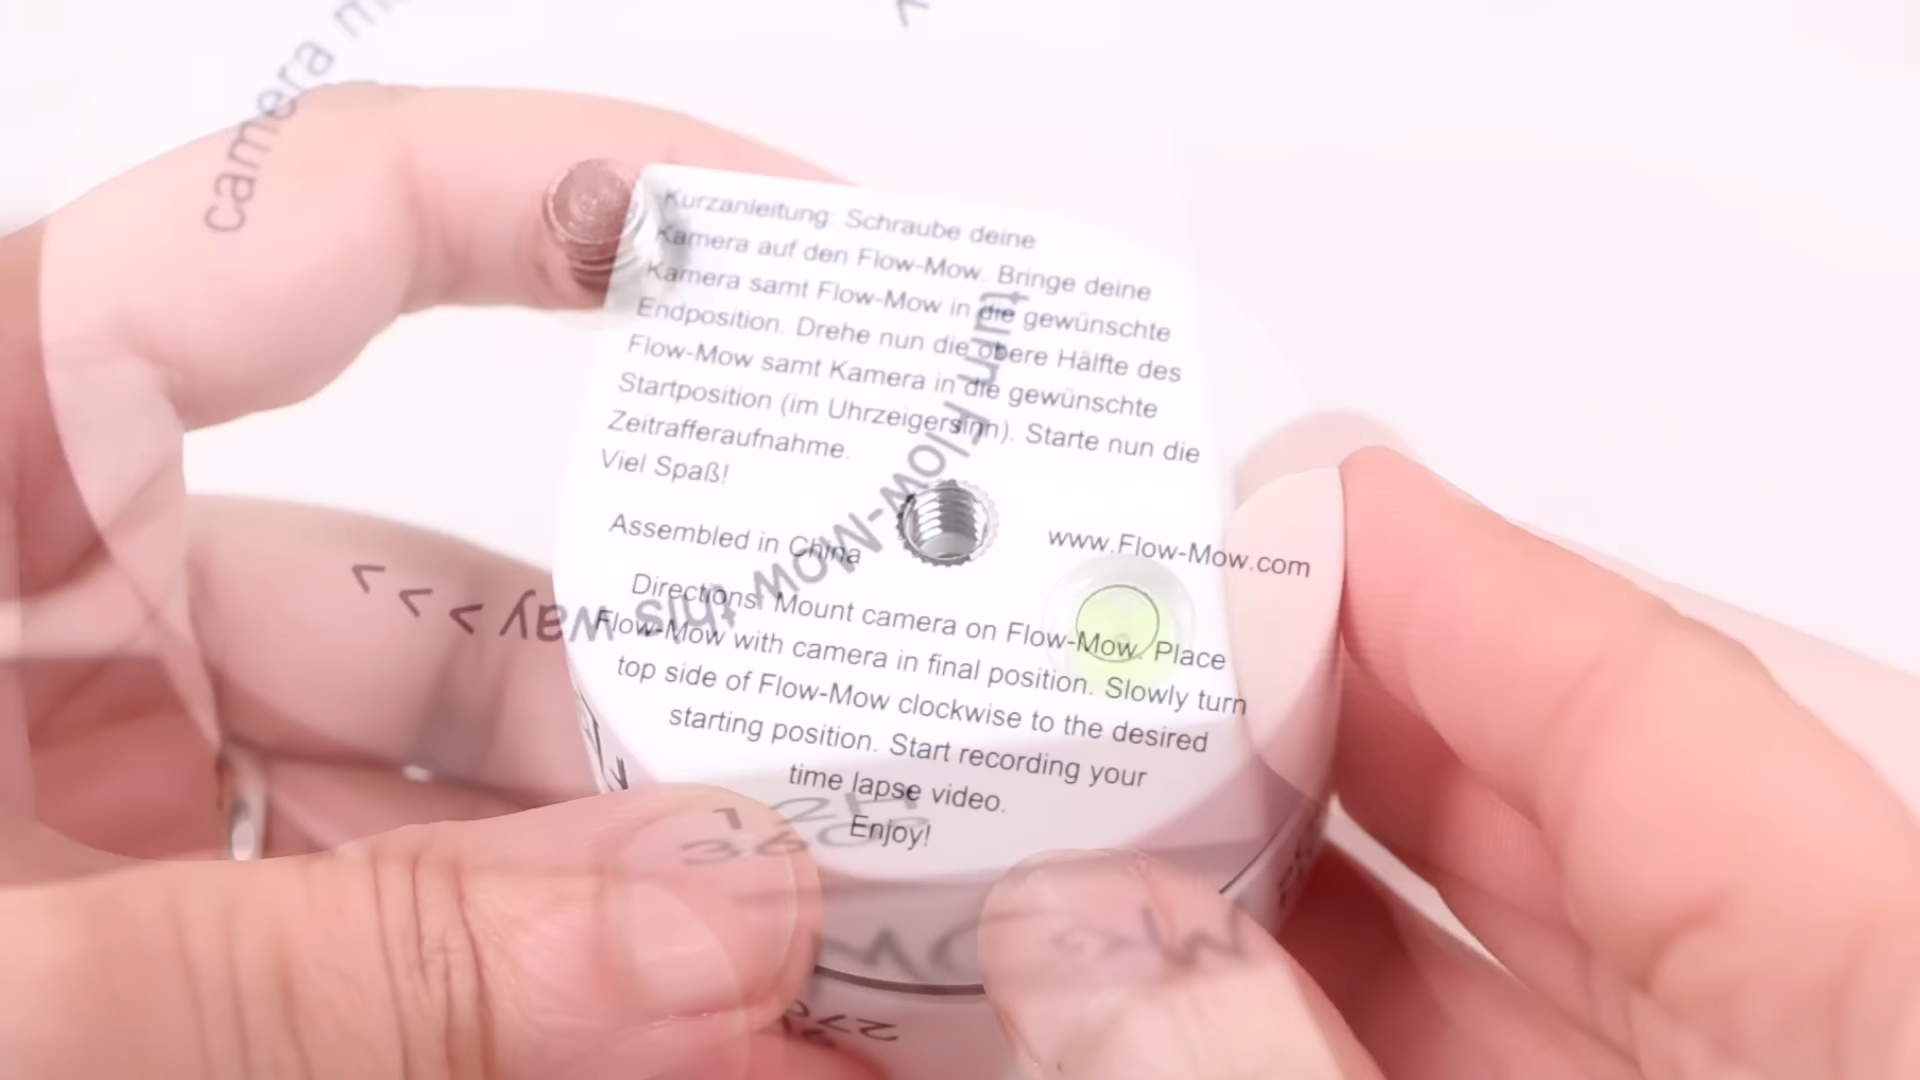 camera
Kurzanleitung: Schraube deine
Kamera auf den Flow-Mow. Bringe deine
Kamera samt Flow-Mow in die gewünschte
Endposition. Drehe nun die obere Hälfte des
Flow-Mow samt Kamera in die gewünschte
Startposition (im Uhrzeigersinn). Starte nun die
Zeitrafferaufnahme.
Viel Spaß!
turn Flow-Mow this way > > >
Assembled in China
www.Flow-Mow.com
Directions: Mount camera on Flow-Mow. Place
Flow-Mow with camera in final position. Slowly turn
top side of Flow-Mow clockwise to the desired
starting position. Start recording your
time lapse video.
Enjoy!